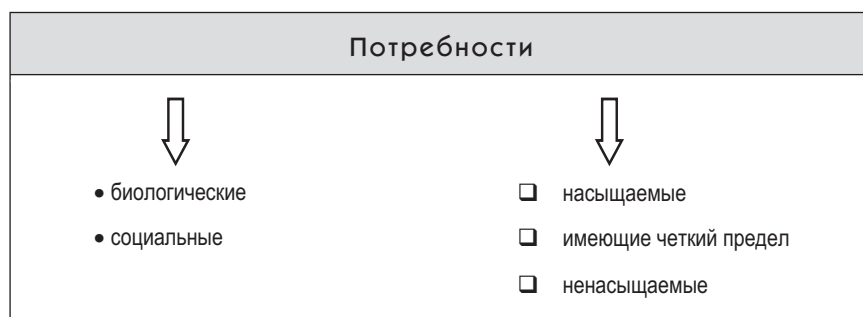 Потребности
• биологические
• социальные
❑ насыщаемые
❑ имеющие четкий предел
❑ ненасыщаемые